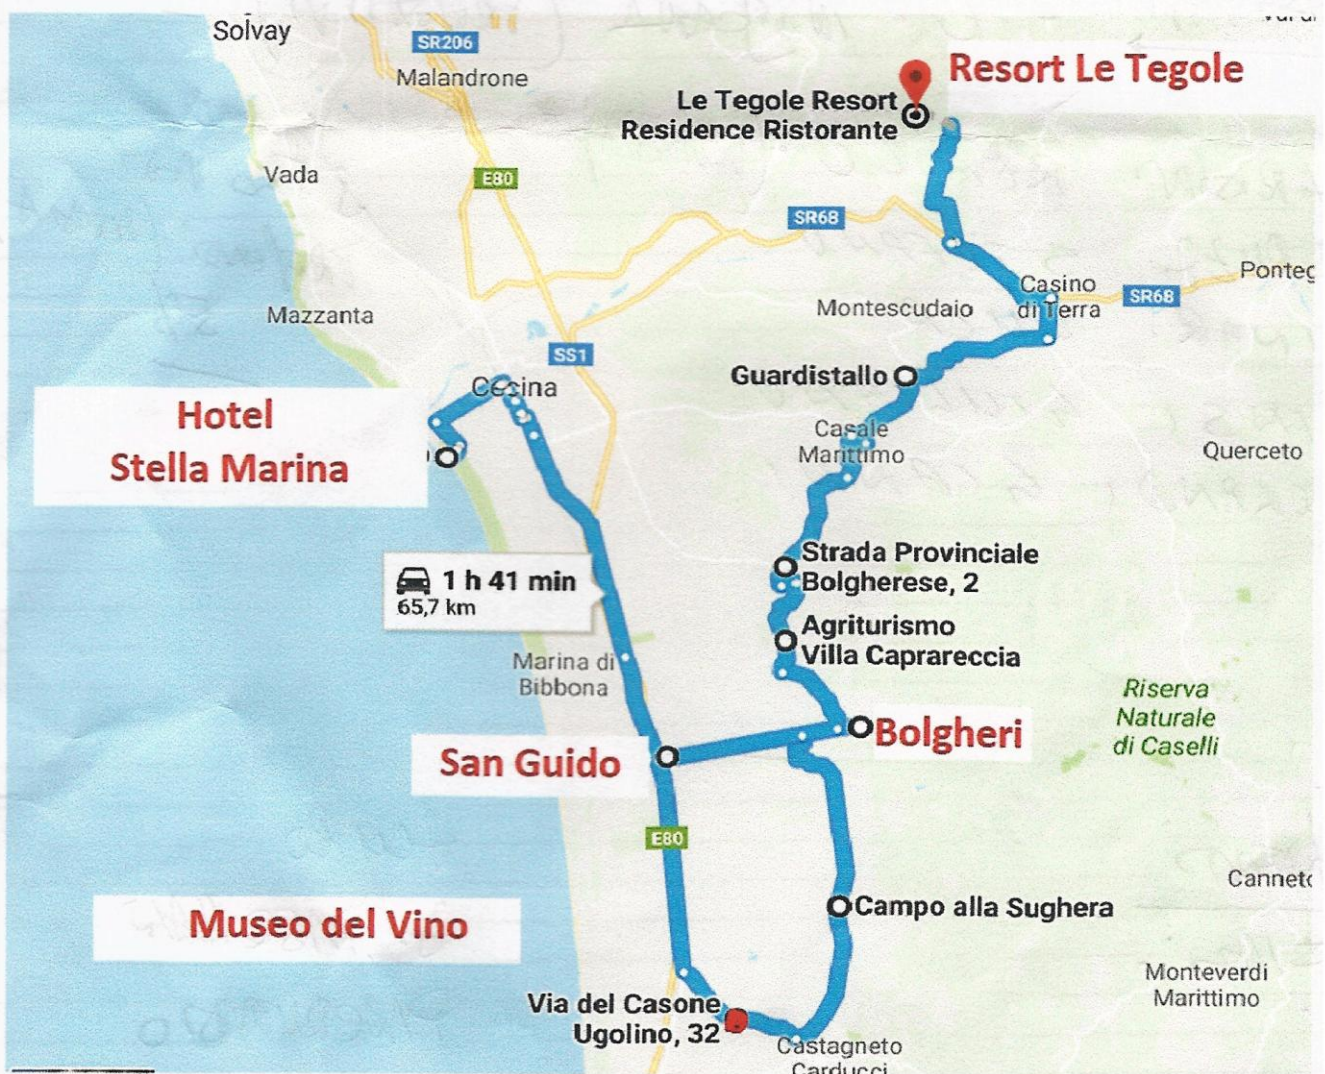 Solvay
SR206
Malandrone
Resort Le Tegole
Le Tegole Resort
Residence Ristorante
Vada
E80
SR68
Ponteg
Casino
di Terra
SR68
Mazzanta
Montescudaio
SS1
Guardistallo
Cecina
Hotel
Stella Marina
Casale
Marittimo
Querceto
Strada Provinciale
Bolgherese, 2
1 h 41 min
65,7 km
Agriturismo
Villa Caprareccia
Marina di
Bibbona
Riserva
Naturale
di Caselli
Bolgheri
San Guido
E80
Canneto
Campo alla Sughera
Museo del Vino
Monteverdi
Marittimo
Via del Casone
Ugolino, 32
Castagneto
Carducci